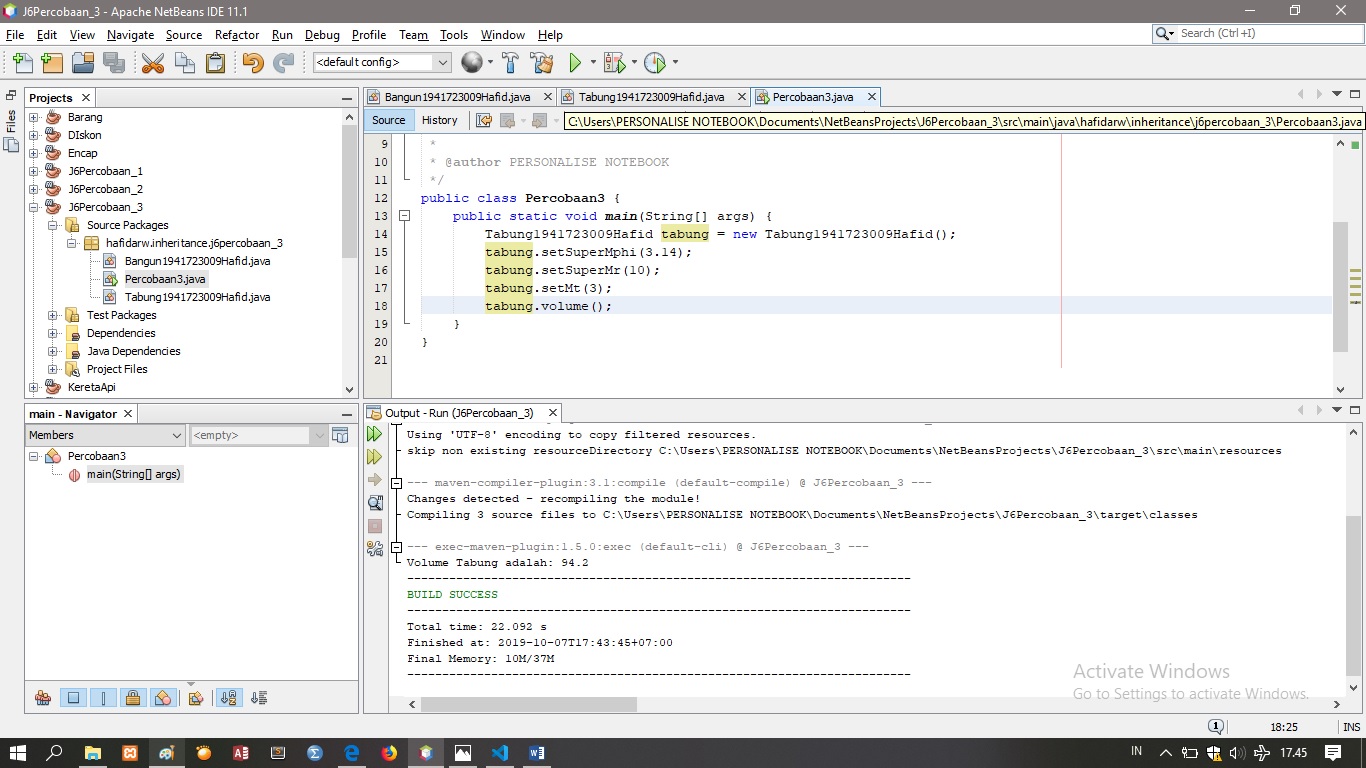 J6Percobaan_3 - Apache NetBeans IDE 11.1
File Edit View Navigate Source Refactor Run Debug Profile Team Tools Window Help
Search (Ctrl+I)
<default config>
Files
Projects
Barang
DIskon
Encap
J6Percobaan_1
J6Percobaan_2
J6Percobaan_3
Source Packages
hafidarw.inheritance.j6percobaan_3
Bangun1941723009Hafid.java
Percobaan3.java
Tabung1941723009Hafid.java
Test Packages
Dependencies
Java Dependencies
Project Files
KeretaApi
Bangun1941723009Hafid.java Tabung1941723009Hafid.java Percobaan3.java
Source History
C:\Users\PERSONALISE NOTEBOOK\Documents\NetBeansProjects\J6Percobaan_3\src\main\java\hafidarw\inheritance\j6percobaan_3\Percobaan3.java
9 *
10 * @author PERSONALISE NOTEBOOK
11 */
12 public class Percobaan3 {
13 public static void main(String[] args) {
14 Tabung1941723009Hafid tabung = new Tabung1941723009Hafid();
15 tabung.setSuperMphi(3.14);
16 tabung.setSuperMr(10);
17 tabung.setMt(3);
18 tabung.volume();
19 }
20 }
21
main - Navigator
Members <empty>
Percobaan3
main(String[] args)
Output - Run (J6Percobaan_3)
Using 'UTF-8' encoding to copy filtered resources.
skip non existing resourceDirectory C:\Users\PERSONALISE NOTEBOOK\Documents\NetBeansProjects\J6Percobaan_3\src\main\resources
--- maven-compiler-plugin:3.1:compile (default-compile) @ J6Percobaan_3 ---
Changes detected - recompiling the module!
Compiling 3 source files to C:\Users\PERSONALISE NOTEBOOK\Documents\NetBeansProjects\J6Percobaan_3\target\classes
--- exec-maven-plugin:1.5.0:exec (default-cli) @ J6Percobaan_3 ---
Volume Tabung adalah: 94.2
------------------------------------------------------------------------
BUILD SUCCESS
------------------------------------------------------------------------
Total time: 22.092 s
Finished at: 2019-10-07T17:43:45+07:00
Final Memory: 10M/37M
------------------------------------------------------------------------
Activate Windows
Go to Settings to activate Windows.
1 18:25 INS
IN 17.45